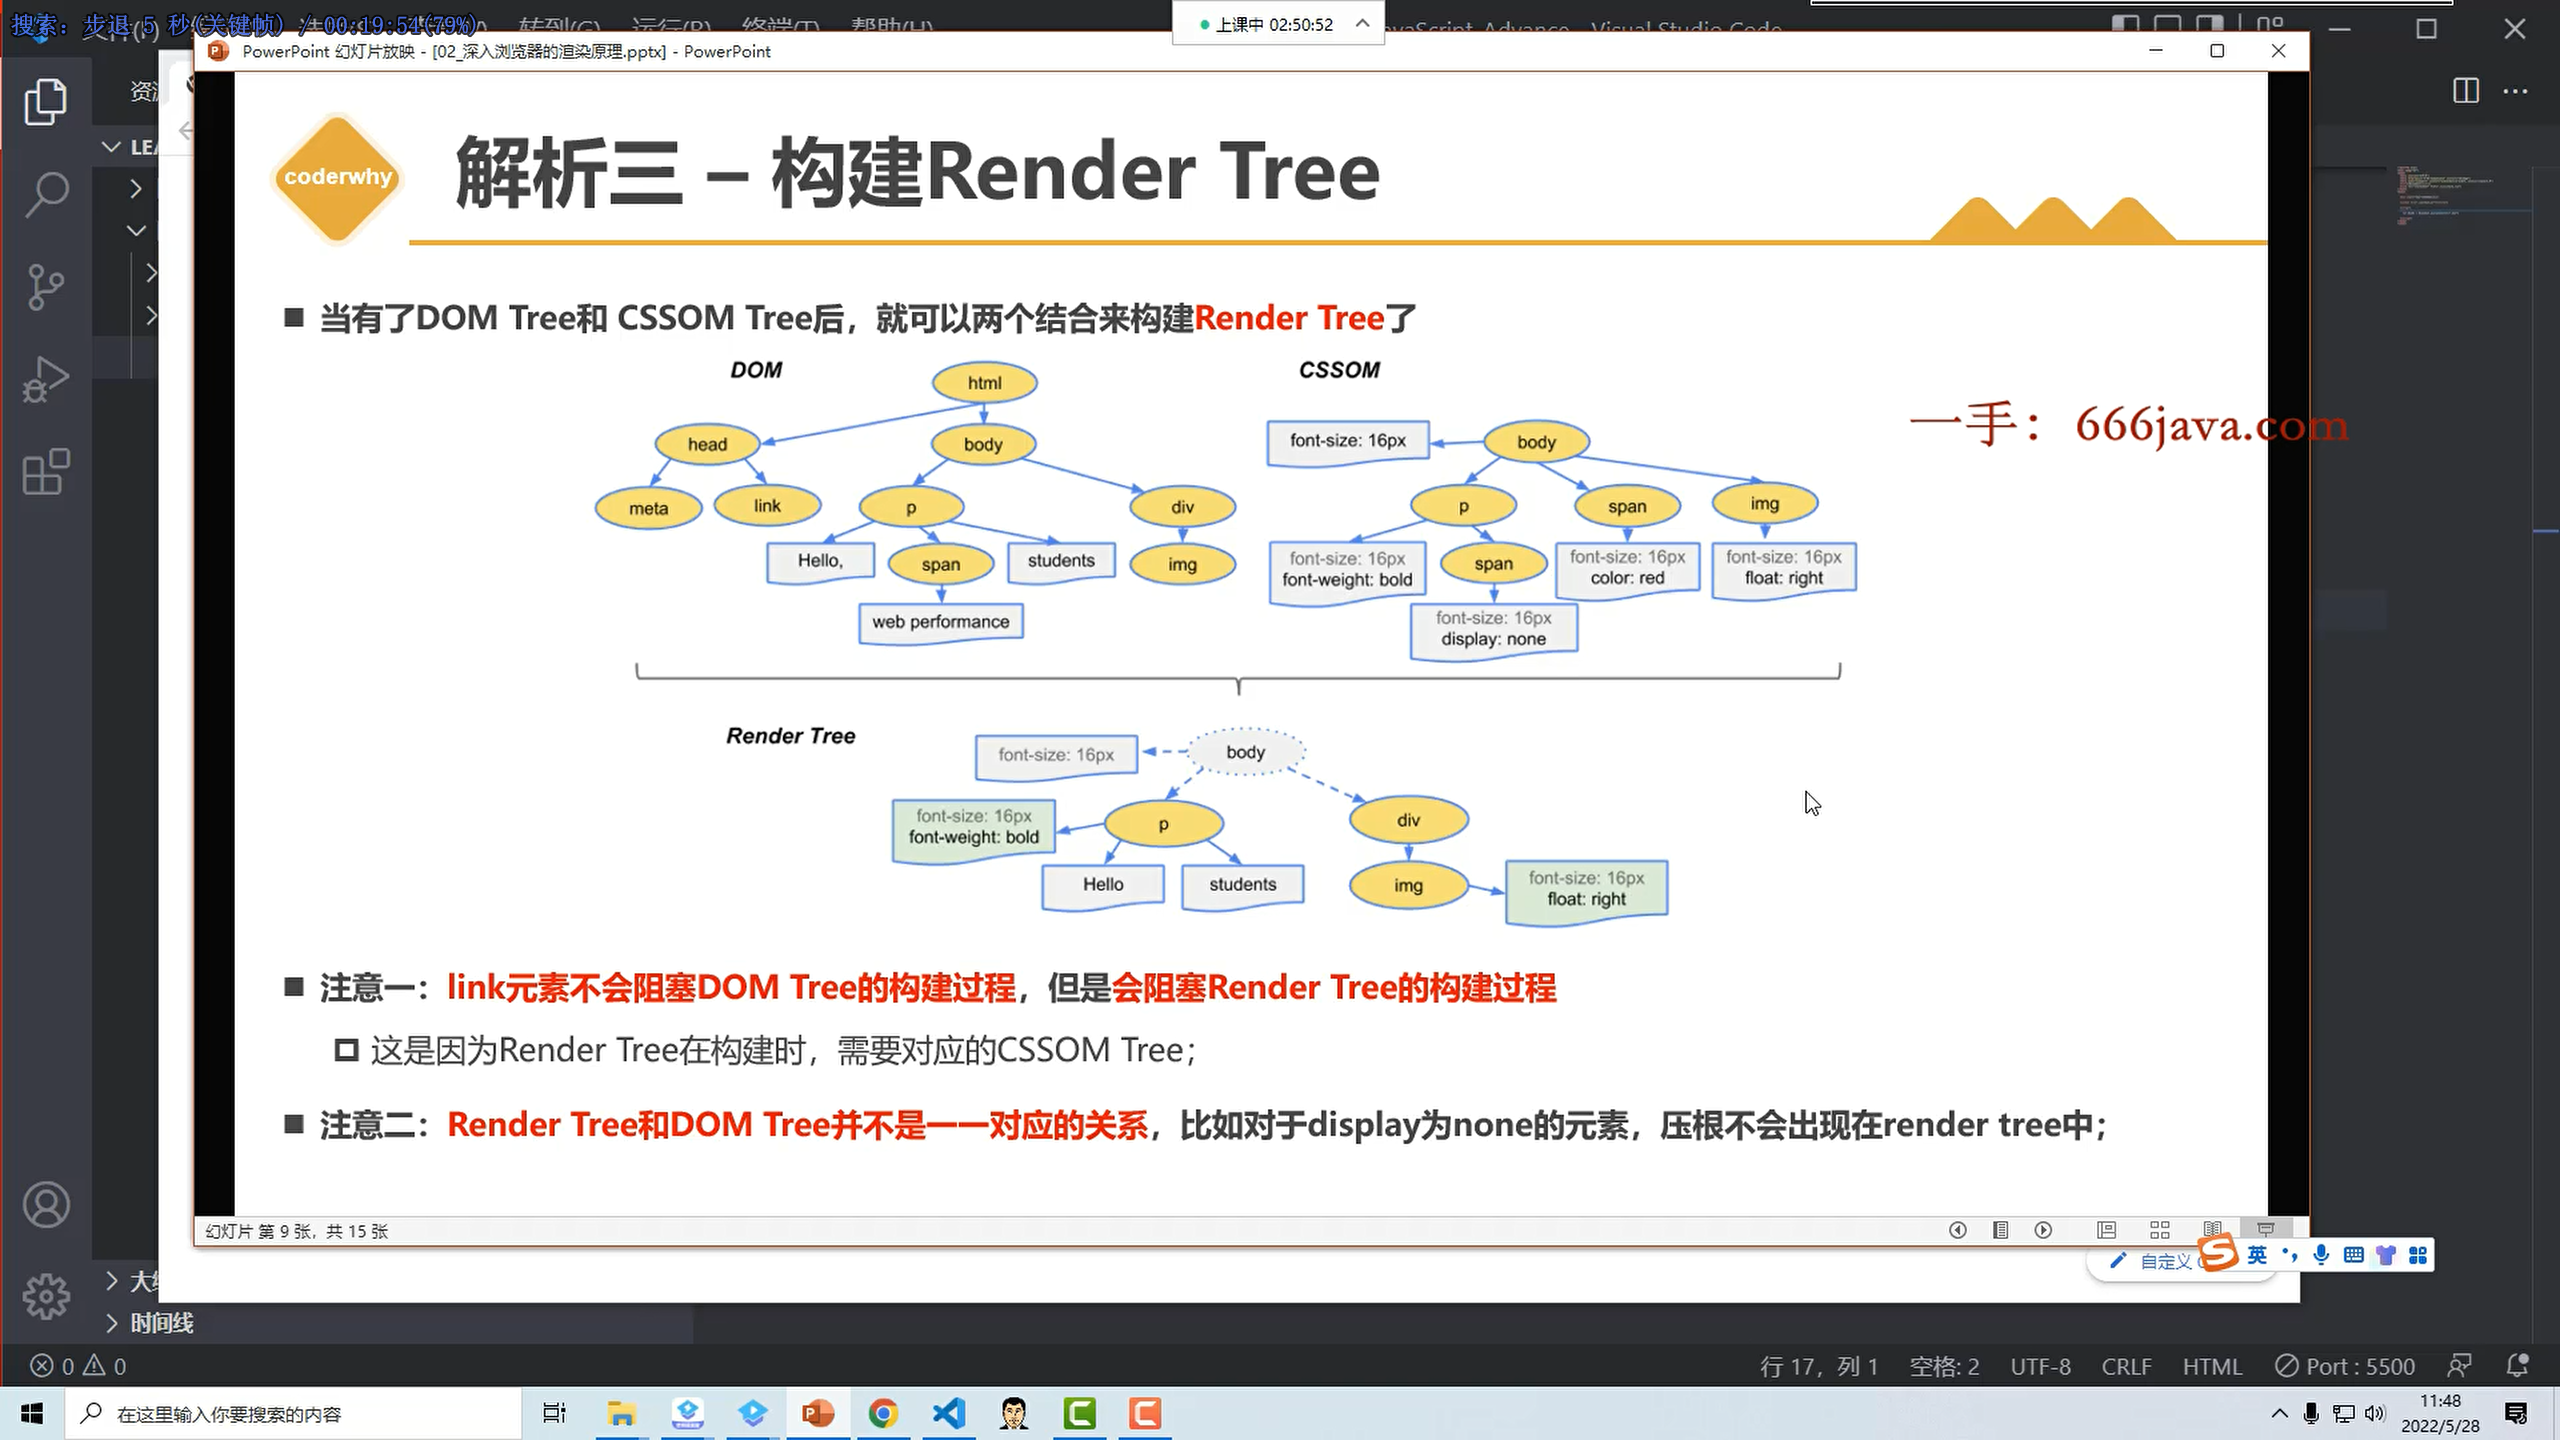 搜索: 步退 5 秒(关键帧) / 00:19:54(79%)
转到(G) 运行(R) 终端(T) 帮助(H)
上课中 02:50:52
Visual Studio Code
PowerPoint 幻灯片放映 - [02_深入浏览器的渲染原理.pptx] - PowerPoint
coderwhy
解析三 – 构建Render Tree
当有了DOM Tree和 CSSOM Tree后，就可以两个结合来构建Render Tree了
DOM
html
head
body
meta
link
p
div
Hello,
span
students
img
web performance
CSSOM
font-size: 16px
body
p
span
img
font-size: 16px
font-weight: bold
span
font-size: 16px
color: red
font-size: 16px
float: right
font-size: 16px
display: none
一手：666java.com
Render Tree
font-size: 16px
body
font-size: 16px
font-weight: bold
p
div
Hello
students
img
font-size: 16px
float: right
注意一：link元素不会阻塞DOM Tree的构建过程，但是会阻塞Render Tree的构建过程
这是因为Render Tree在构建时，需要对应的CSSOM Tree；
注意二：Render Tree和DOM Tree并不是一一对应的关系，比如对于display为none的元素，压根不会出现在render tree中；
幻灯片 第 9 张，共 15 张
自定义
英
时间线
0 0
行 17，列 1 空格: 2 UTF-8 CRLF HTML Port : 5500
在这里输入你要搜索的内容
11:48
2022/5/28